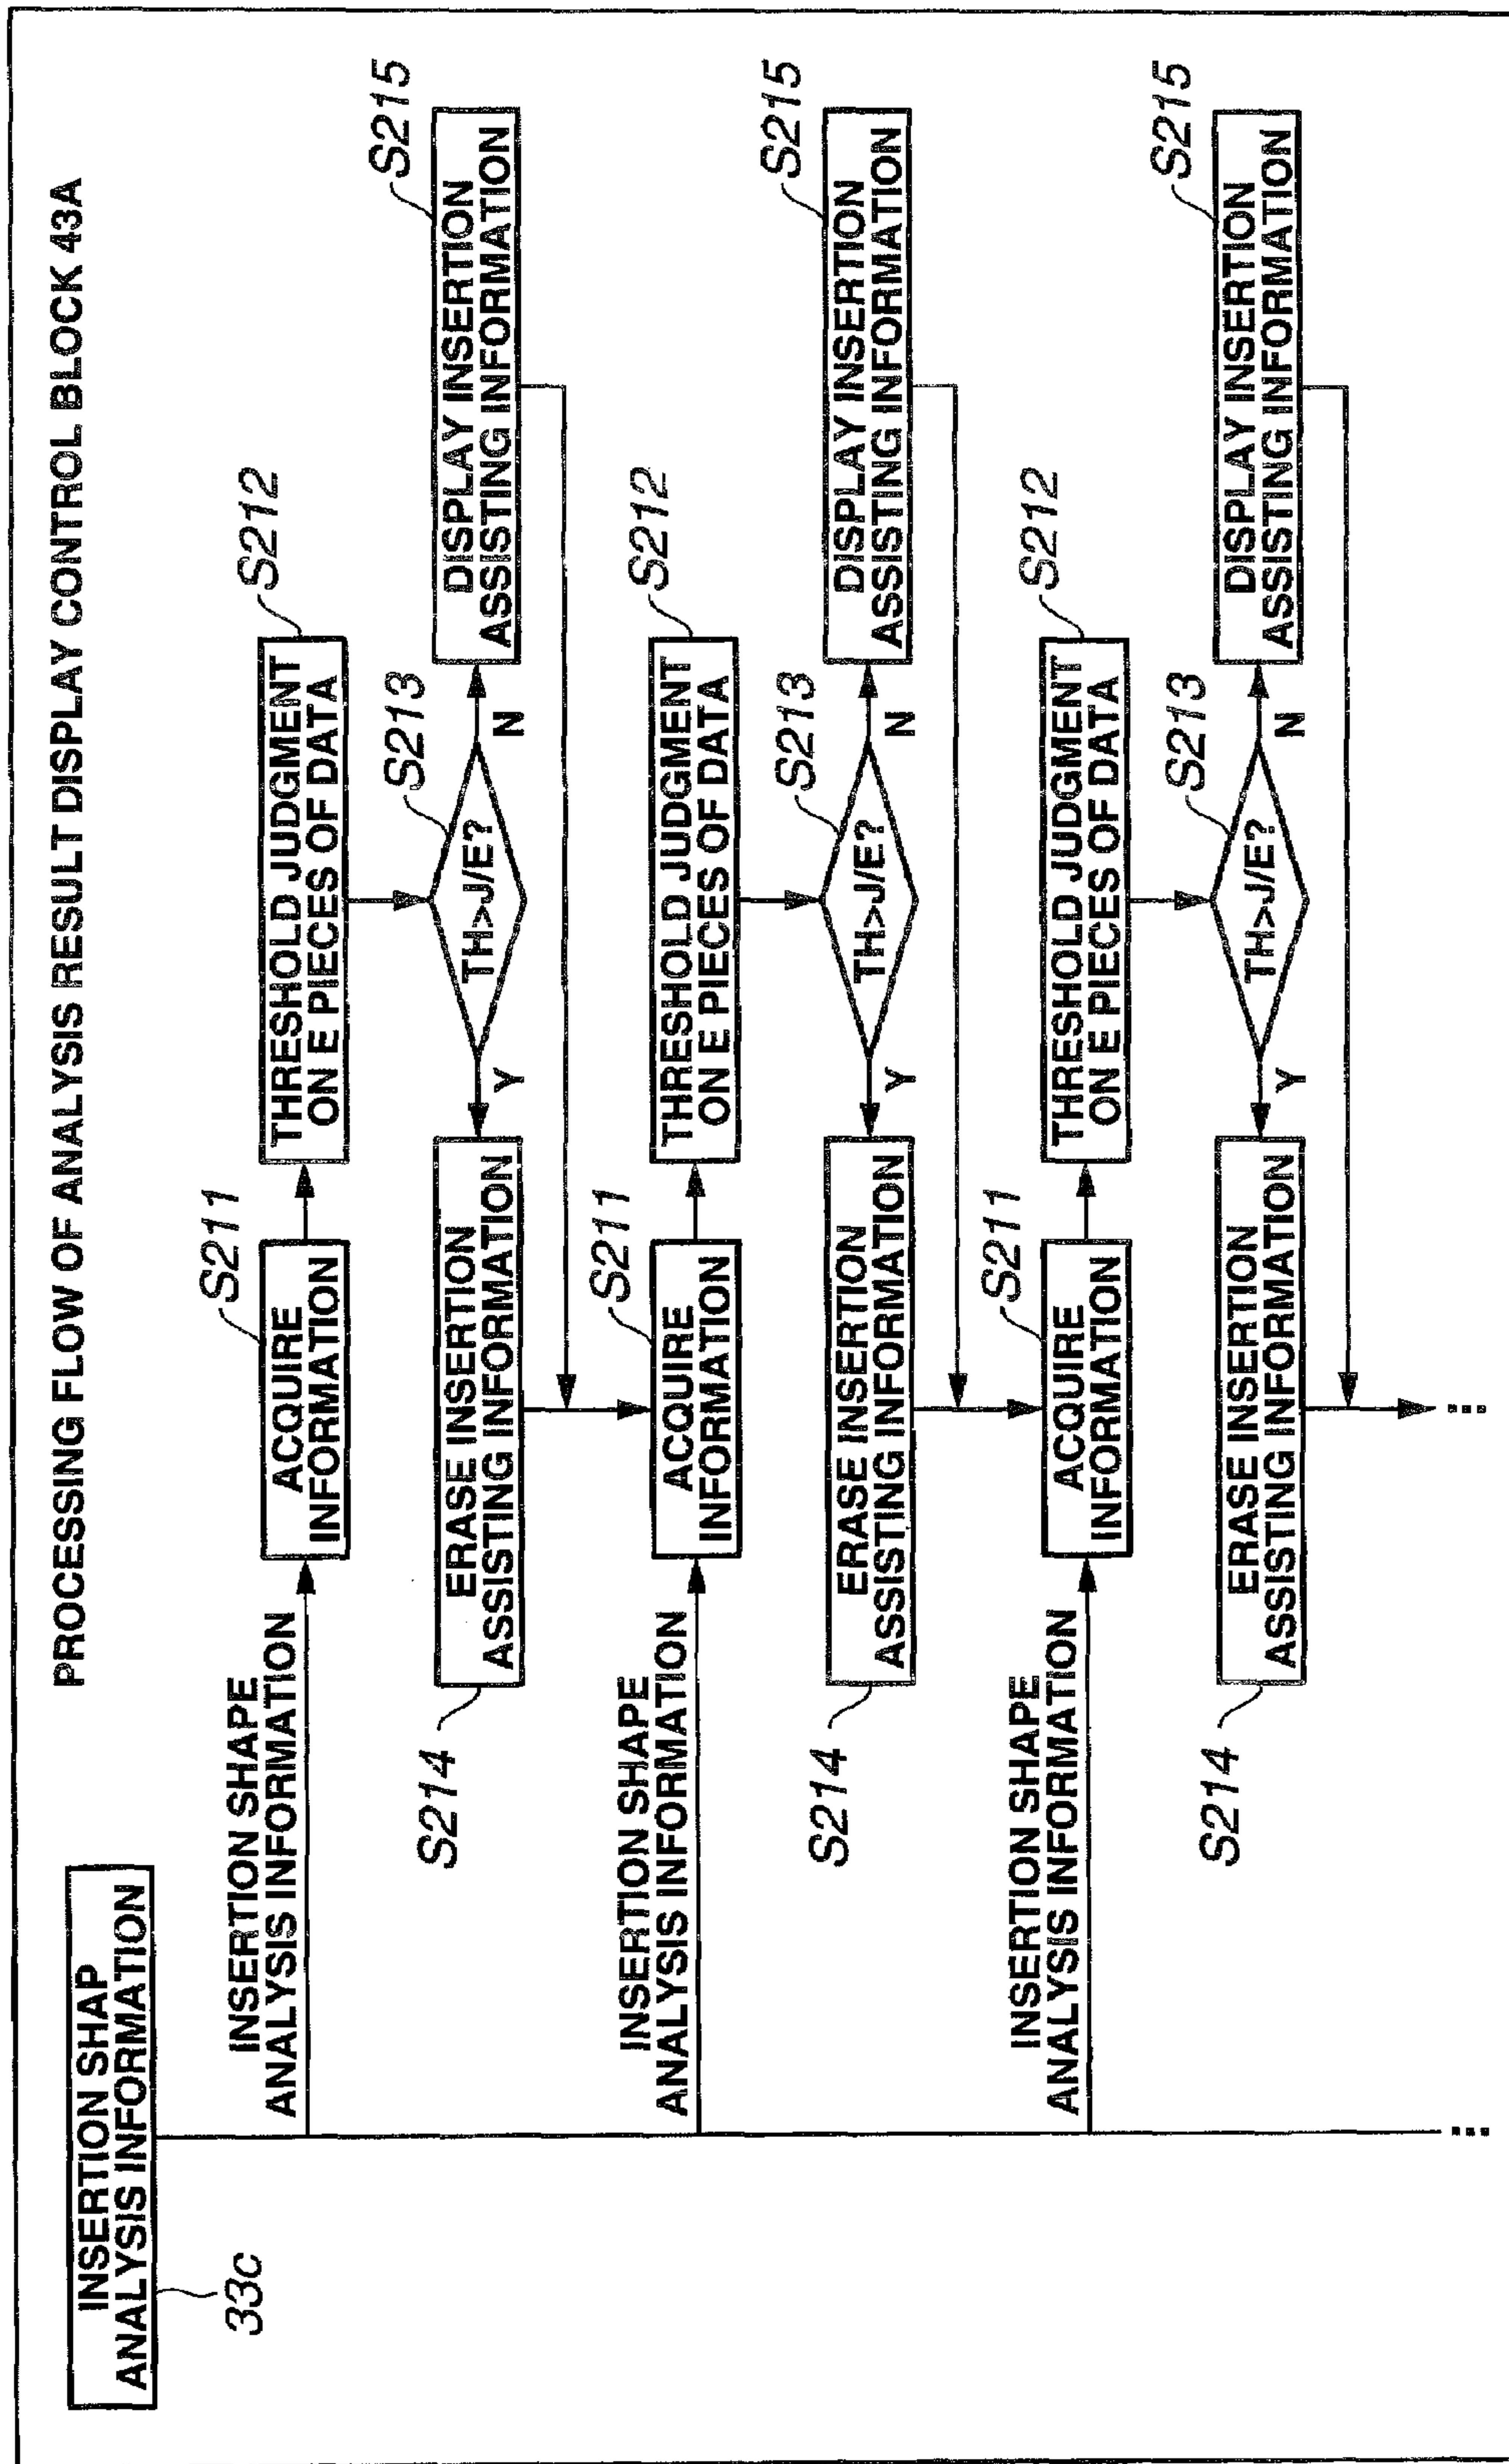 PROCESSING FLOW OF ANALYSIS RESULT DISPLAY CONTROL BLOCK 43A
INSERTION SHAP
ANALYSIS INFORMATION
33c
INSERTION SHAPE
ANALYSIS INFORMATION
ACQUIRE
INFORMATION
S211
THRESHOLD JUDGMENT
ON E PIECES OF DATA
S212
TH>J/E?
S213
Y
N
ERASE INSERTION
ASSISTING INFORMATION
S214
DISPLAY INSERTION
ASSISTING INFORMATION
S215
INSERTION SHAPE
ANALYSIS INFORMATION
ACQUIRE
INFORMATION
S211
THRESHOLD JUDGMENT
ON E PIECES OF DATA
S212
TH>J/E?
S213
Y
N
ERASE INSERTION
ASSISTING INFORMATION
S214
DISPLAY INSERTION
ASSISTING INFORMATION
S215
INSERTION SHAPE
ANALYSIS INFORMATION
ACQUIRE
INFORMATION
S211
THRESHOLD JUDGMENT
ON E PIECES OF DATA
S212
TH>J/E?
S213
Y
N
ERASE INSERTION
ASSISTING INFORMATION
S214
DISPLAY INSERTION
ASSISTING INFORMATION
S215
...
...